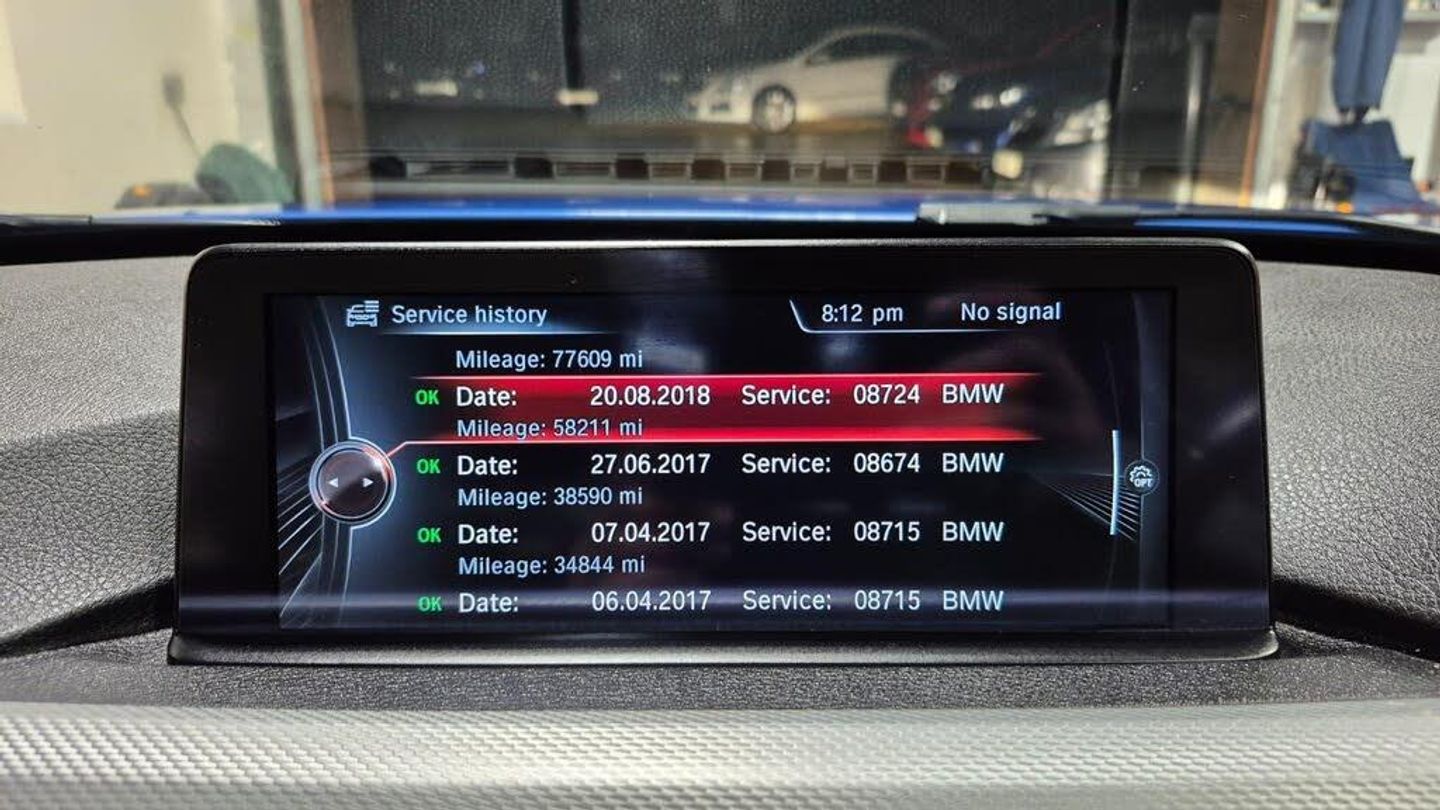 Service history 8:12 pm No signal
Mileage: 77609 mi
OK Date: 20.08.2018 Service: 08724 BMW
Mileage: 58211 mi
OK Date: 27.06.2017 Service: 08674 BMW
Mileage: 38590 mi
OK Date: 07.04.2017 Service: 08715 BMW
Mileage: 34844 mi
OK Date: 06.04.2017 Service: 08715 BMW
OPT